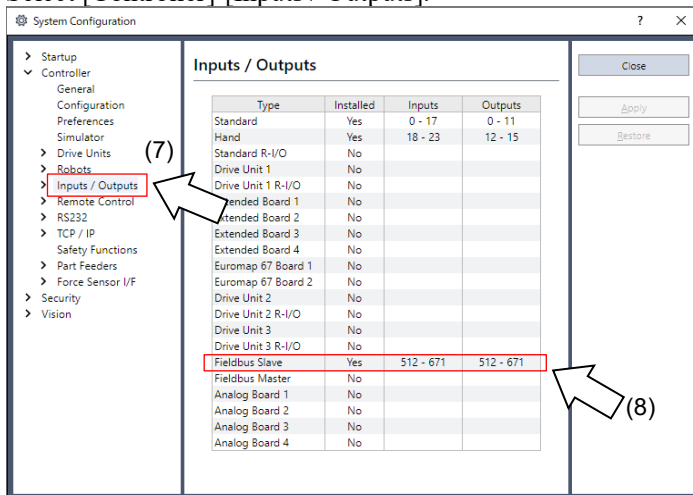 Select [Controller]-[Inputs / Outputs].
System Configuration
?
Startup
Controller
General
Configuration
Preferences
Simulator
Drive Units
Robots
Inputs / Outputs
Remote Control
RS232
TCP / IP
Safety Functions
Part Feeders
Force Sensor I/F
Security
Vision
(7)
Inputs / Outputs
Type Installed Inputs Outputs
Standard Yes 0 - 17 0 - 11
Hand Yes 18 - 23 12 - 15
Standard R-I/O No
Drive Unit 1 No
Drive Unit 1 R-I/O No
tended Board 1 No
xtended Board 2 No
Extended Board 3 No
Extended Board 4 No
Euromap 67 Board 1 No
Euromap 67 Board 2 No
Drive Unit 2 No
Drive Unit 2 R-I/O No
Drive Unit 3 No
Drive Unit 3 R-I/O No
Fieldbus Slave Yes 512 - 671 512 - 671
Fieldbus Master No
Analog Board 1 No
Analog Board 2 No
Analog Board 3 No
Analog Board 4 No
(8)
Close
Apply
Restore